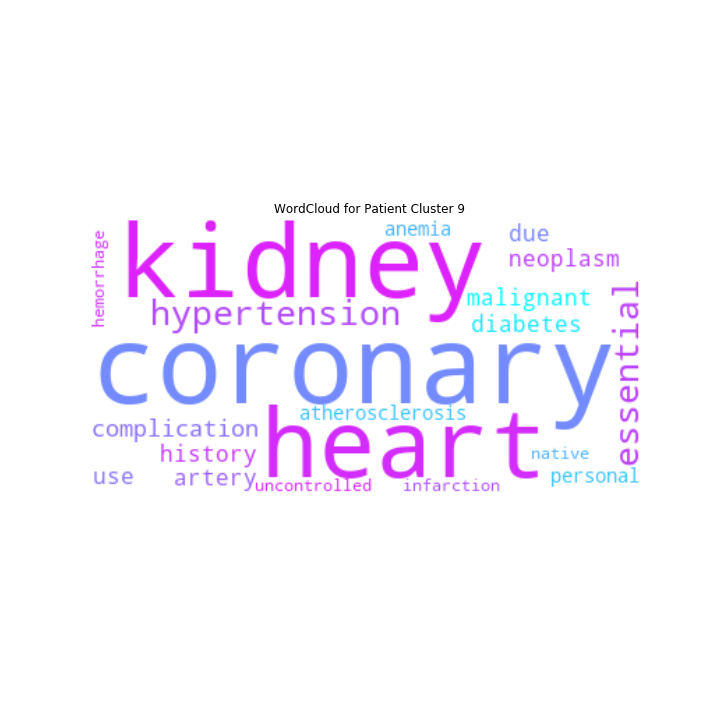 WordCloud for Patient Cluster 9
hemorrhage
kidney
anemia
due
neoplasm
hypertension
malignant
diabetes
essential
coronary
atherosclerosis
heart
complication
history
native
use
artery
personal
uncontrolled
infarction